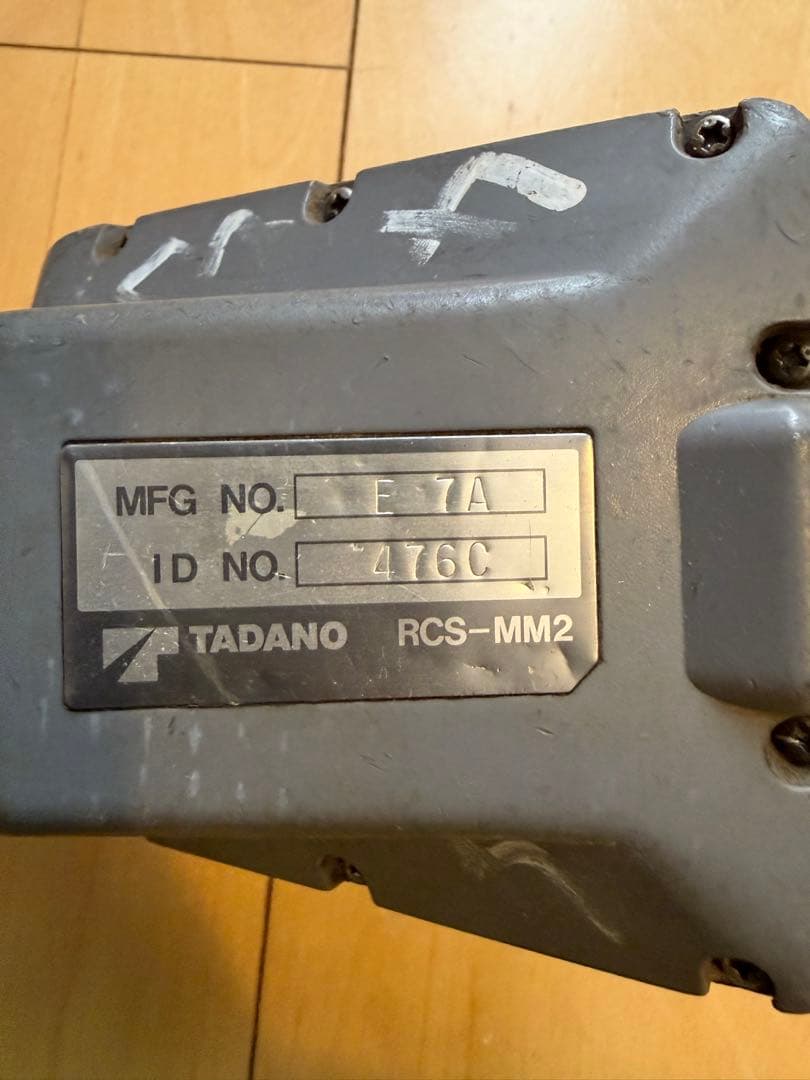 MFG NO. E 7A
ID NO. 476C
TADANO RCS-MM2